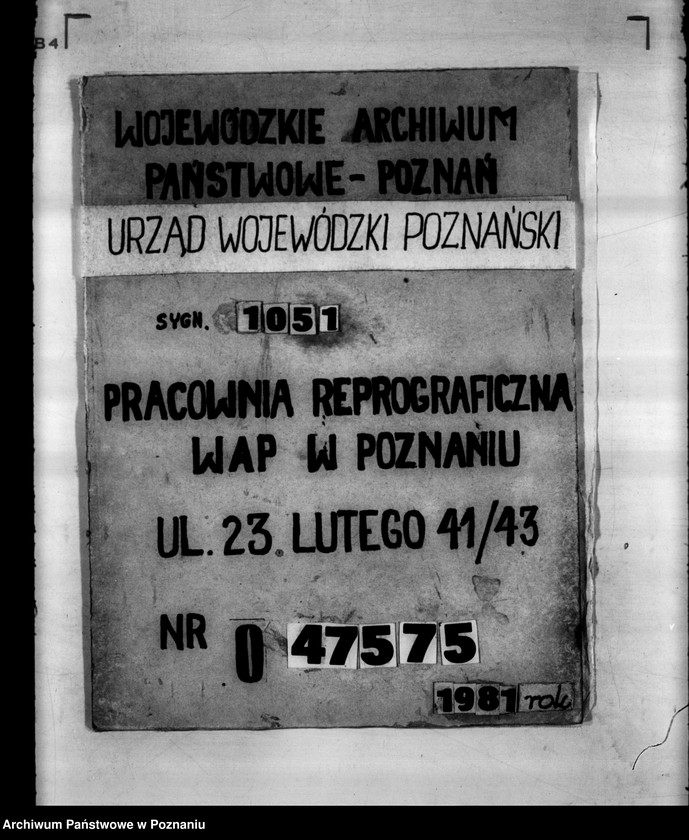 84
WOJEWÓDZKIE ARCHIWUM
PAŃSTWOWE - POZNAŃ
URZĄD WOJEWÓDZKI POZNAŃSKI
SYGN. 1051
PRACOWNIA REPROGRAFICZNA
WAP W POZNANIU
UL. 23. LUTEGO 41/43
NR 0 47575
1981 rok
Archiwum Państwowe w Poznaniu